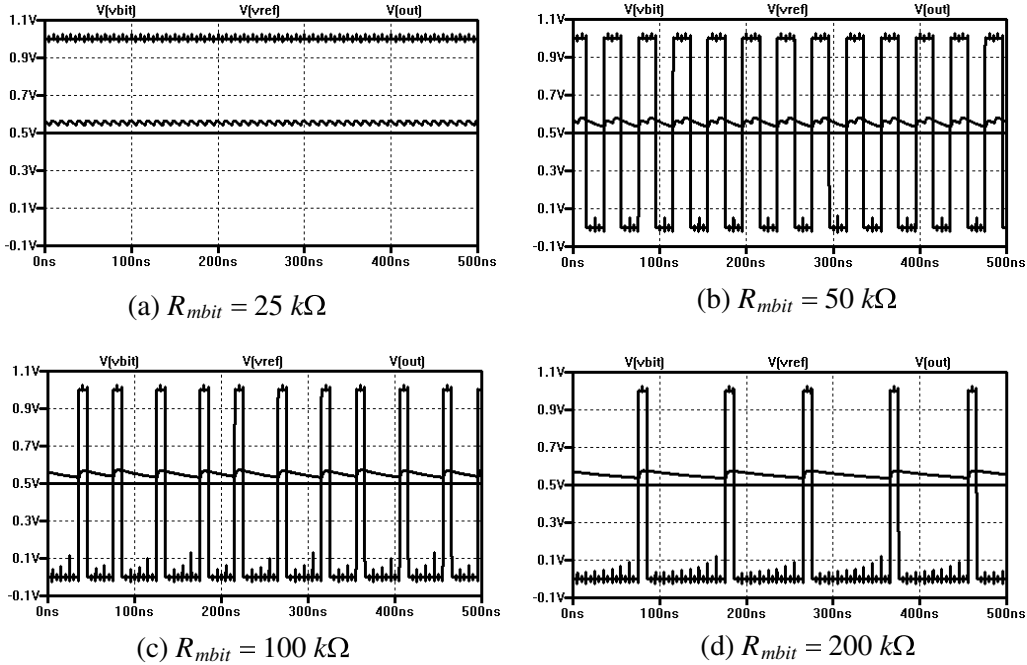 V(vbit) V(vref) V(out)
1.1V
0.9V
0.7V
0.5V
0.3V
0.1V
-0.1V
0ns 100ns 200ns 300ns 400ns 500ns
(a) R_mbit = 25 kΩ
V(vbit) V(vref) V(out)
1.1V
0.9V
0.7V
0.5V
0.3V
0.1V
-0.1V
0ns 100ns 200ns 300ns 400ns 500ns
(b) R_mbit = 50 kΩ
V(vbit) V(vref) V(out)
1.1V
0.9V
0.7V
0.5V
0.3V
0.1V
-0.1V
0ns 100ns 200ns 300ns 400ns 500ns
(c) R_mbit = 100 kΩ
V(vbit) V(vref) V(out)
1.1V
0.9V
0.7V
0.5V
0.3V
0.1V
-0.1V
0ns 100ns 200ns 300ns 400ns 500ns
(d) R_mbit = 200 kΩ